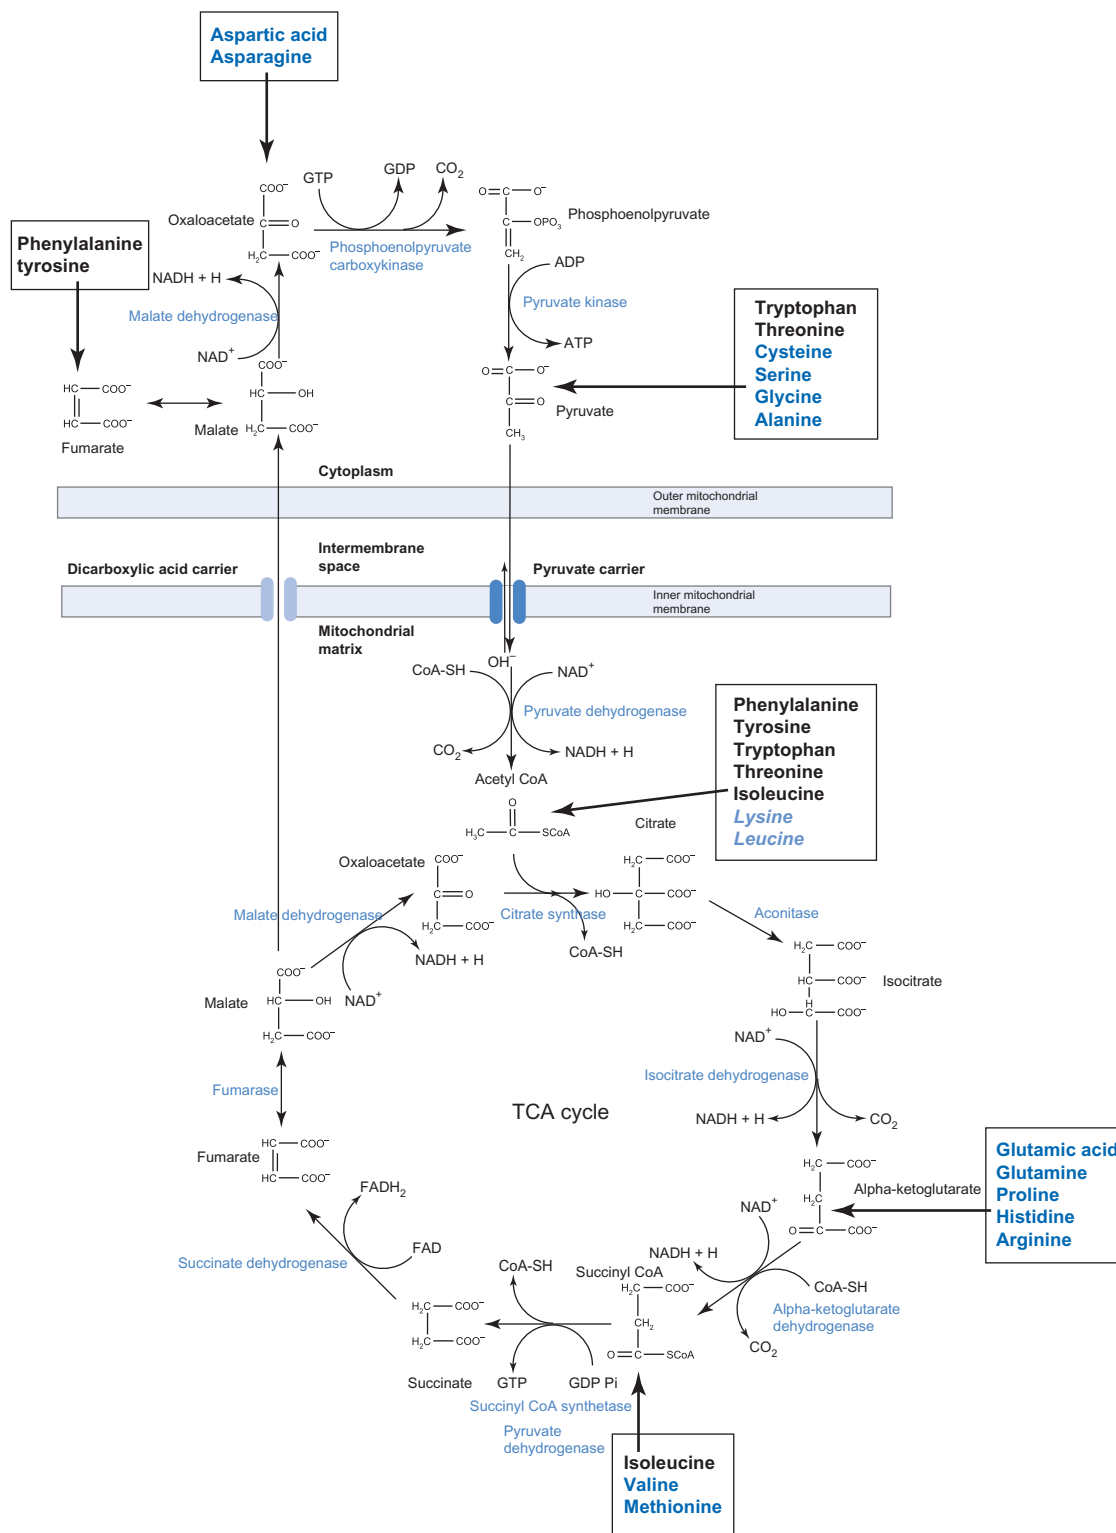 Aspartic acid
Asparagine
COO⁻
Oxaloacetate
C
O
H₂C
COO⁻
GTP
GDP
CO₂
Phosphoenolpyruvate
carboxykinase
O
C
O⁻
C
OPO₃
CH₂
Phosphoenolpyruvate
Phenylalanine
tyrosine
NADH + H
Malate dehydrogenase
NAD⁺
ADP
Pyruvate kinase
ATP
Tryptophan
Threonine
Cysteine
Serine
Glycine
Alanine
HC
COO⁻
HC
COO⁻
Fumarate
COO⁻
HC
OH
H₂C
COO⁻
Malate
O
C
O⁻
C
O
CH₃
Pyruvate
Cytoplasm
Outer mitochondrial
membrane
Dicarboxylic acid carrier
Intermembrane
space
Pyruvate carrier
Inner mitochondrial
membrane
Mitochondrial
matrix
OH⁻
CoA-SH
NAD⁺
Pyruvate dehydrogenase
CO₂
NADH + H
Acetyl CoA
O
H₃C
C
SCoA
Phenylalanine
Tyrosine
Tryptophan
Threonine
Isoleucine
Lysine
Leucine
Citrate
H₂C
COO⁻
HO
C
COO⁻
H₂C
COO⁻
Oxaloacetate
COO⁻
C
O
H₂C
COO⁻
Malate dehydrogenase
Citrate synthase
CoA-SH
Aconitase
NADH + H
NAD⁺
Malate
COO⁻
HC
OH
H₂C
COO⁻
H₂C
COO⁻
HC
COO⁻
H
HO
C
COO⁻
Isocitrate
NAD⁺
Isocitrate dehydrogenase
NADH + H
CO₂
Fumarase
TCA cycle
Fumarate
HC
COO⁻
HC
COO⁻
H₂C
COO⁻
H₂C
O
C
COO⁻
Alpha-ketoglutarate
Glutamic acid
Glutamine
Proline
Histidine
Arginine
FADH₂
FAD
Succinate dehydrogenase
NAD⁺
NADH + H
CoA-SH
Alpha-ketoglutarate
dehydrogenase
CO₂
CoA-SH
Succinyl CoA
H₂C
COO⁻
CH₂
O
C
SCoA
H₂C
COO⁻
H₂C
COO⁻
Succinate
GTP
GDP Pi
Succinyl CoA synthetase
Pyruvate
dehydrogenase
Isoleucine
Valine
Methionine